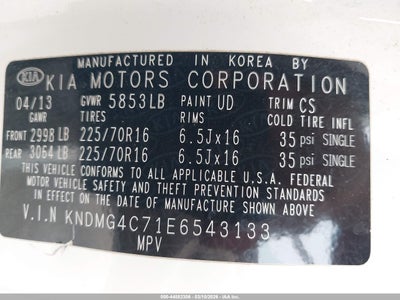 MANUFACTURED IN KOREA BY
KIA KIA MOTORS CORPORATION
04/13 GVWR 5853LB PAINT UD TRIM CS
GAWR TIRES RIMS COLD TIRE INFL
FRONT 2998 LB 225/70R16 6.5Jx16 35 psi SINGLE
REAR 3064 LB 225/70R16 6.5Jx16 35 psi SINGLE
THIS VEHICLE CONFORMS TO ALL APPLICABLE U.S.A. FEDERAL
MOTOR VEHICLE SAFETY AND THEFT PREVENTION STANDARDS
IN EFFECT ON THE DATE OF MANUFACTURE SHOWN ABOVE.
V.I.N KNDMG4C71E6543133
MPV